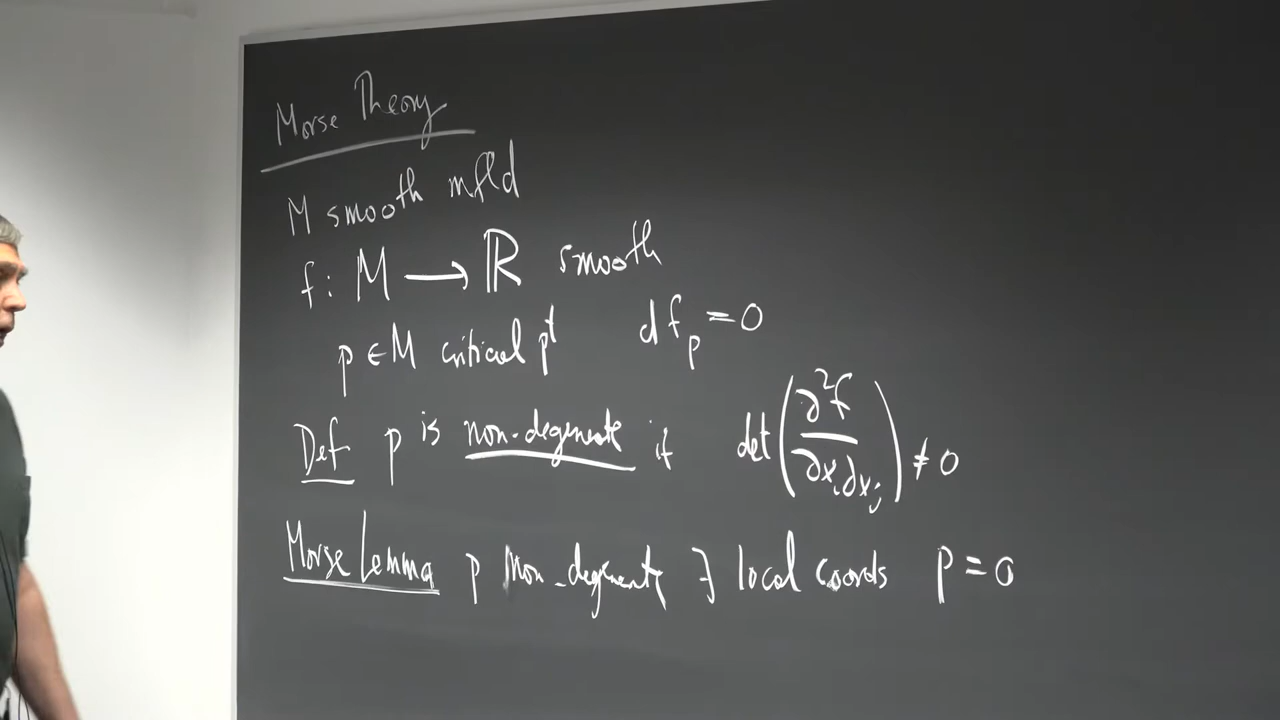 Morse Theory
M smooth mfld
f: M ⟶ ℝ smooth
p ∈ M critical pt df_p = 0
Def p is non-degenerate if det(∂²f/∂x_i∂x_j) ≠ 0
Morse Lemma p non-degenerate ∃ local coords p = 0